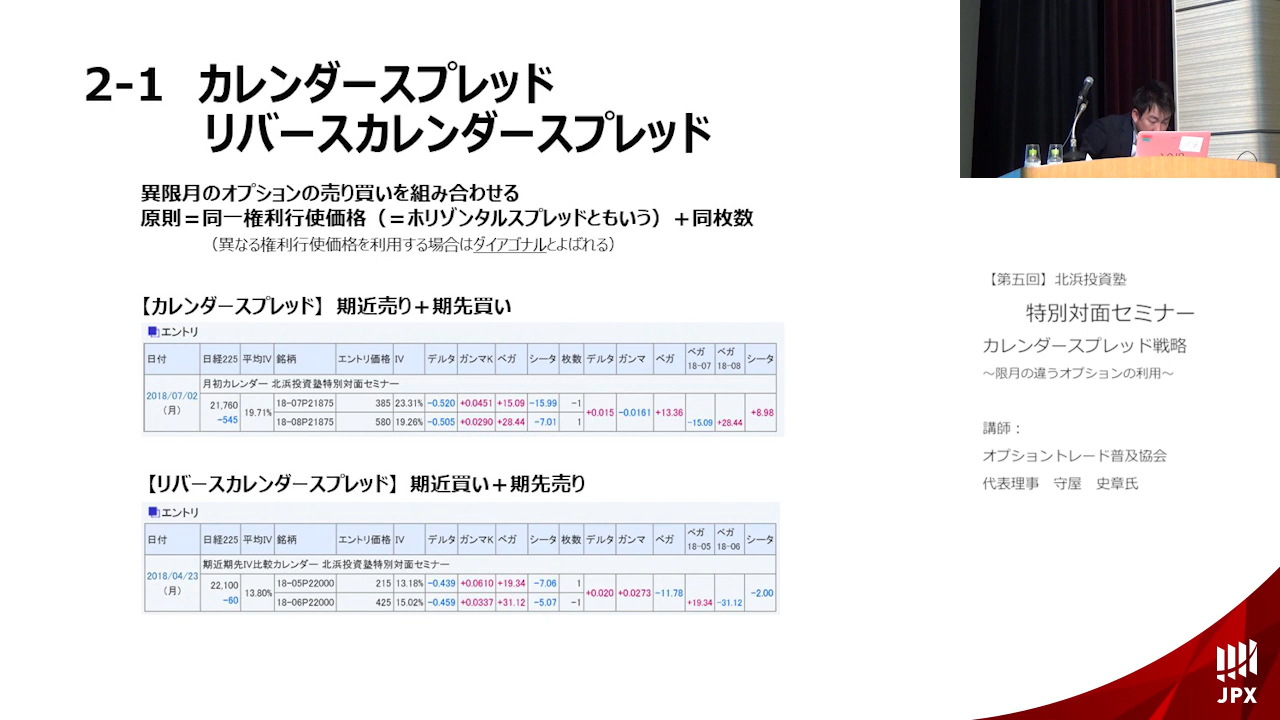 2-1 カレンダースプレッド
リバースカレンダースプレッド
異限月のオプションの売り買いを組み合わせる
原則＝同一権利行使価格（＝ホリゾンタルスプレッドともいう）＋同枚数
（異なる権利行使価格を利用する場合はダイアゴナルとよばれる）
【カレンダースプレッド】期近売り＋期先買い
エントリ
日付 日経225 平均IV 銘柄 エントリ価格 IV デルタ ガンマK ベガ シータ 枚数 デルタ ガンマ ベガ ベガ 18-07 ベガ 18-08 シータ
月初カレンダー 北浜投資塾特別対面セミナー
2018/07/02（月） 21,760 -545 19.71%
18-07P21875 385 23.31% -0.520 +0.0451 +15.09 -15.99 -1
18-08P21875 580 19.26% -0.505 +0.0290 +28.44 -7.01 1
+0.015 -0.0161 +13.36 -15.09 +28.44 +8.98
【リバースカレンダースプレッド】期近買い＋期先売り
エントリ
日付 日経225 平均IV 銘柄 エントリ価格 IV デルタ ガンマK ベガ シータ 枚数 デルタ ガンマ ベガ ベガ 18-05 ベガ 18-06 シータ
期近期先IV比較カレンダー 北浜投資塾特別対面セミナー
2018/04/23（月） 22,100 -60 13.80%
18-05P22000 215 13.18% -0.439 +0.0610 +19.34 -7.06 1
18-06P22000 425 15.02% -0.459 +0.0337 +31.12 -5.07 -1
+0.020 +0.0273 -11.78 +19.34 -31.12 -2.00
【第五回】北浜投資塾
特別対面セミナー
カレンダースプレッド戦略
～限月の違うオプションの利用～
講師：
オプショントレード普及協会
代表理事 守屋 史章氏
JPX